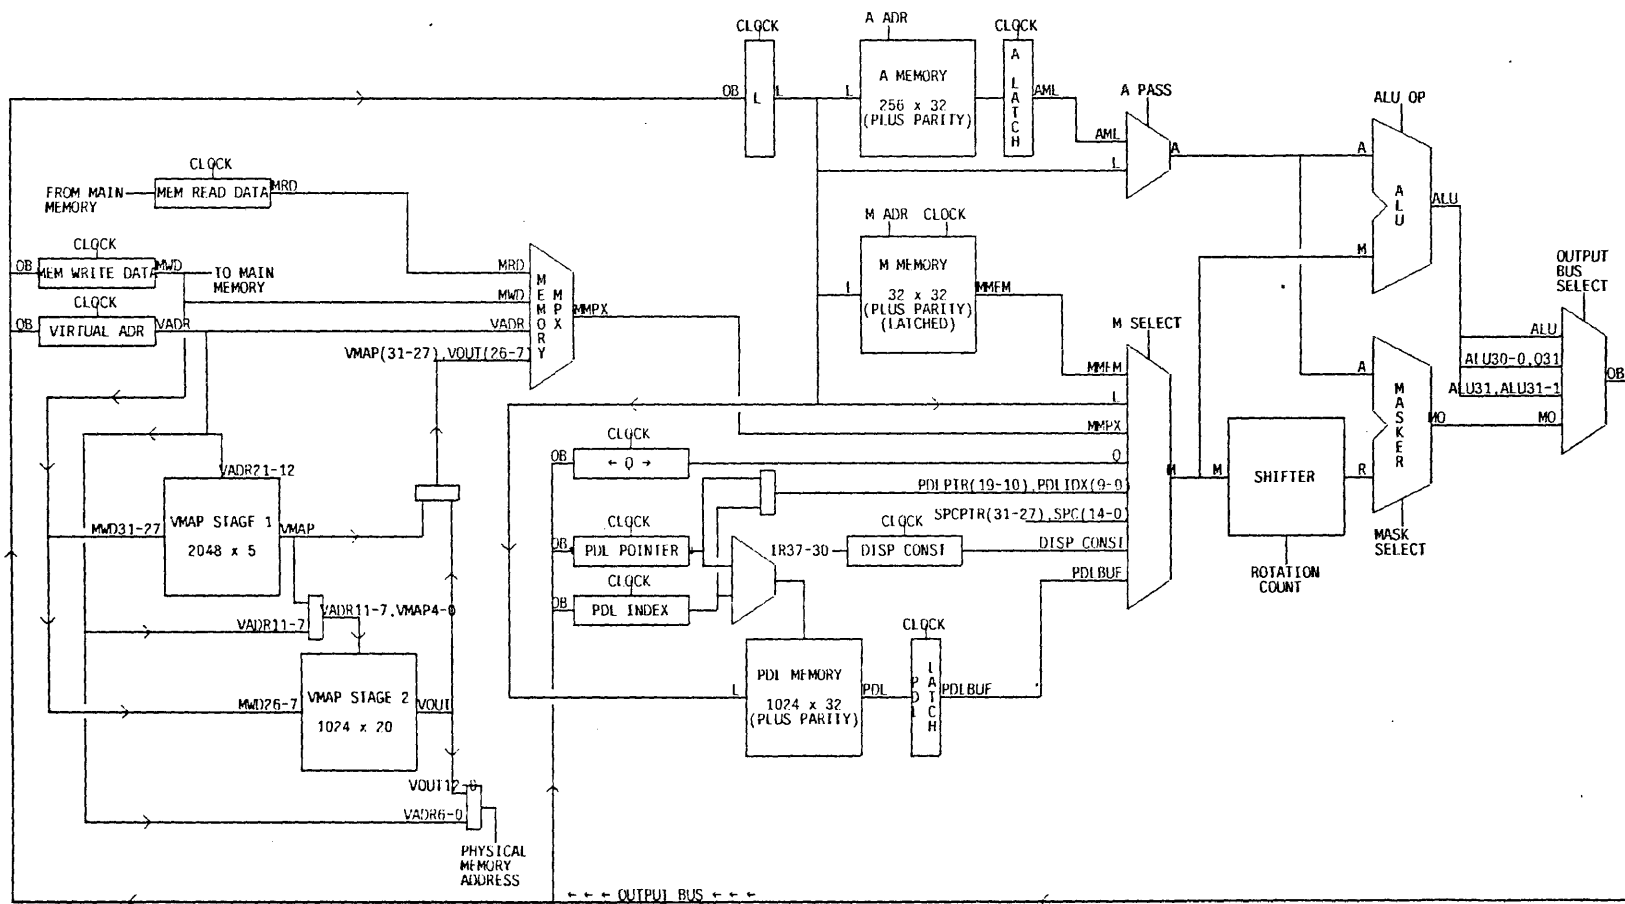 CLOCK
A ADR
CLOCK
OB
L
L
L
A MEMORY
256 x 32
(PLUS PARITY)
A LATCH
AML
A PASS
AML
L
A
ALU OP
A
ALU
M
ALU
CLOCK
FROM MAIN
MEMORY
MEM READ DATA
MRD
CLOCK
OB
MEM WRITE DATA
MWD
TO MAIN
MEMORY
CLOCK
OB
VIRTUAL ADR
VADR
MRD
MWD
VADR
VMAP(31-27),VOUT(26-7)
MEMORY
MPX
MMPX
M ADR
CLOCK
L
M MEMORY
32 x 32
(PLUS PARITY)
(LATCHED)
MMEM
M SELECT
MMEM
L
MMPX
Q
PDLPTR(19-10),PDLIDX(9-0)
SPCPTR(31-27),SPC(14-0)
DISP CONST
PDLBUF
M
M
SHIFTER
ROTATION
COUNT
R
A
MASKER
MO
MASK
SELECT
OUTPUT
BUS
SELECT
ALU
ALU30-0,Q31
ALU31,ALU31-1
MO
OB
CLOCK
OB
← Q →
CLOCK
OB
PDL POINTER
CLOCK
OB
PDL INDEX
CLOCK
IR37-30
DISP CONST
VADR21-12
MWD31-27
VMAP STAGE 1
2048 x 5
VMAP
VADR11-7,VMAP4-0
VADR11-7
MWD26-7
VMAP STAGE 2
1024 x 20
VOUT
VOUT12-0
VADR6-0
PHYSICAL
MEMORY
ADDRESS
L
PDL MEMORY
1024 x 32
(PLUS PARITY)
PDL
CLOCK
PDL
LATCH
PDLBUF
← ← ← OUTPUT BUS ← ← ←